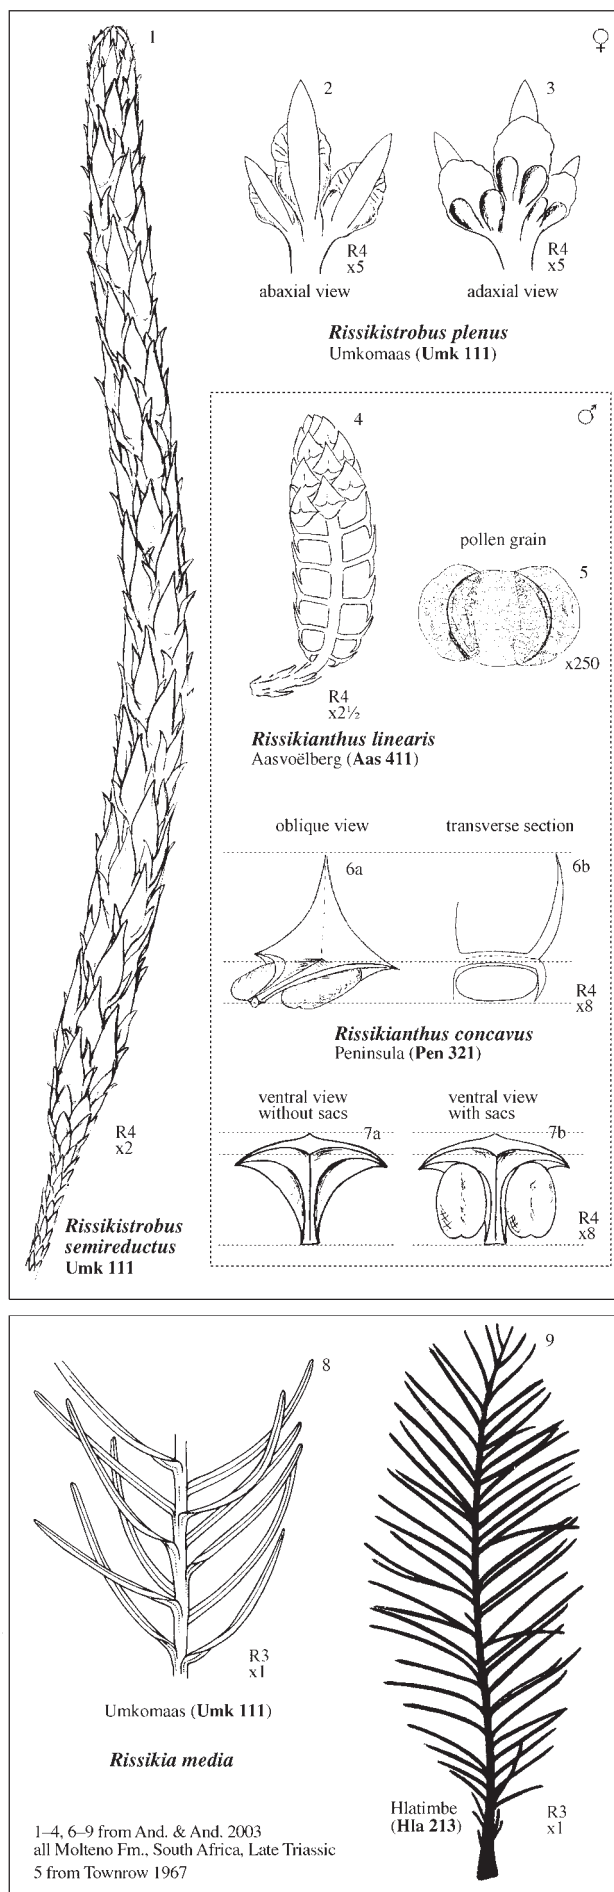 1
♀
2
3
R4
x5
R4
x5
abaxial view
adaxial view
Rissikistrobus plenus
Umkomaas (Umk 111)
♂
4
pollen grain
5
x250
R4
x2½
Rissikianthus linearis
Aasvoëlberg (Aas 411)
oblique view
transverse section
6a
6b
R4
x8
Rissikianthus concavus
Peninsula (Pen 321)
ventral view
without sacs
ventral view
with sacs
7a
7b
R4
x8
R4
x2
Rissikistrobus
semireductus
Umk 111
8
9
R3
x1
Umkomaas (Umk 111)
Rissikia media
Hlatimbe
(Hla 213)
R3
x1
1–4, 6–9 from And. & And. 2003
all Molteno Fm., South Africa, Late Triassic
5 from Townrow 1967